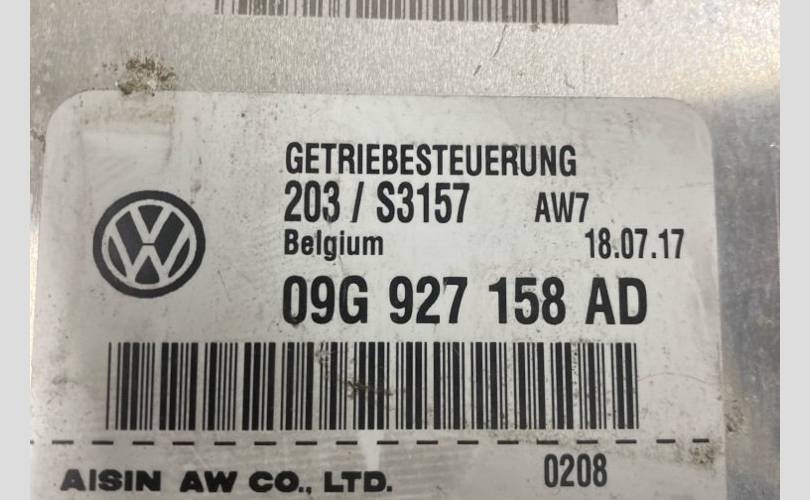 GETRIEBESTEUERUNG
203 / S3157 AW7
Belgium 18.07.17
09G 927 158 AD
AISIN AW CO., LTD. 0208